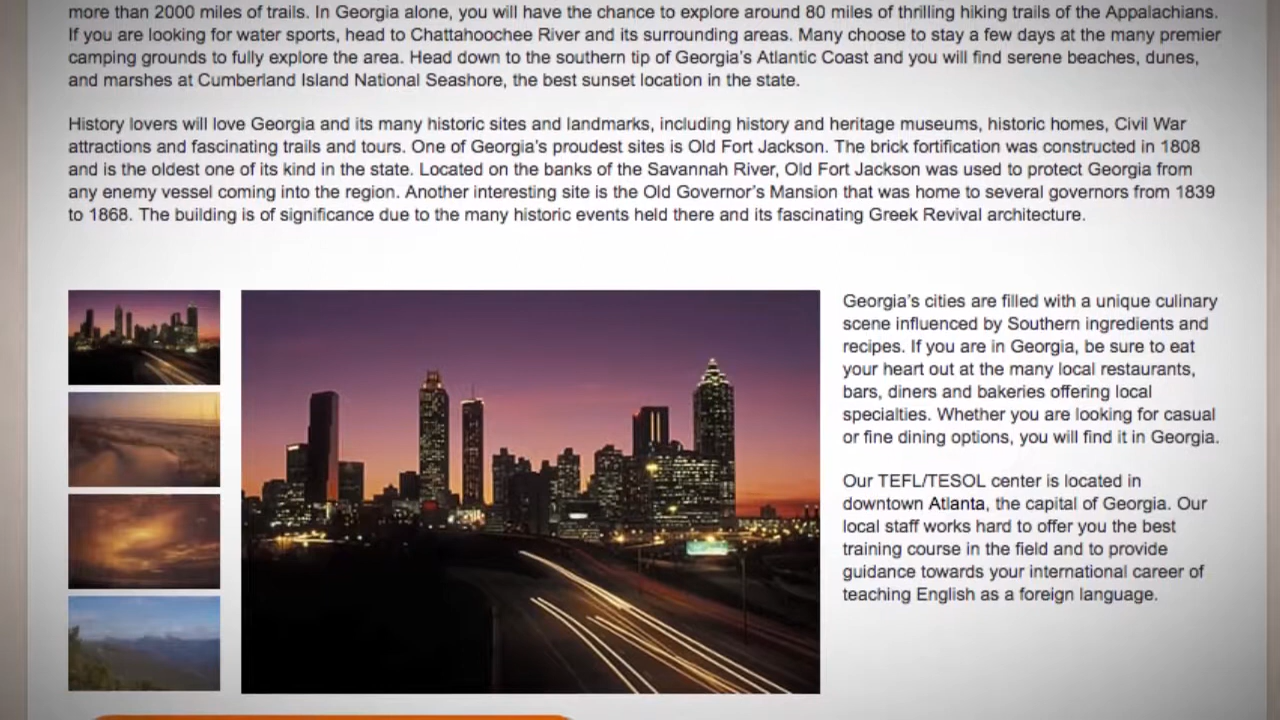 more than 2000 miles of trails. In Georgia alone, you will have the chance to explore around 80 miles of thrilling hiking trails of the Appalachians.
If you are looking for water sports, head to Chattahoochee River and its surrounding areas. Many choose to stay a few days at the many premier
camping grounds to fully explore the area. Head down to the southern tip of Georgia's Atlantic Coast and you will find serene beaches, dunes,
and marshes at Cumberland Island National Seashore, the best sunset location in the state.
History lovers will love Georgia and its many historic sites and landmarks, including history and heritage museums, historic homes, Civil War
attractions and fascinating trails and tours. One of Georgia's proudest sites is Old Fort Jackson. The brick fortification was constructed in 1808
and is the oldest one of its kind in the state. Located on the banks of the Savannah River, Old Fort Jackson was used to protect Georgia from
any enemy vessel coming into the region. Another interesting site is the Old Governor's Mansion that was home to several governors from 1839
to 1868. The building is of significance due to the many historic events held there and its fascinating Greek Revival architecture.
Georgia's cities are filled with a unique culinary
scene influenced by Southern ingredients and
recipes. If you are in Georgia, be sure to eat
your heart out at the many local restaurants,
bars, diners and bakeries offering local
specialties. Whether you are looking for casual
or fine dining options, you will find it in Georgia.
Our TEFL/TESOL center is located in
downtown Atlanta, the capital of Georgia. Our
local staff works hard to offer you the best
training course in the field and to provide
guidance towards your international career of
teaching English as a foreign language.